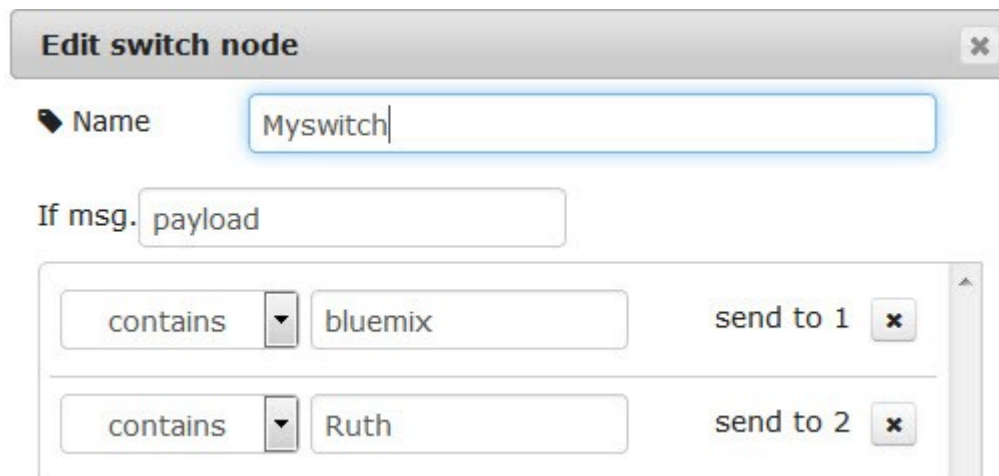 Edit switch node
Name Myswitch
If msg. payload
contains bluemix send to 1
contains Ruth send to 2